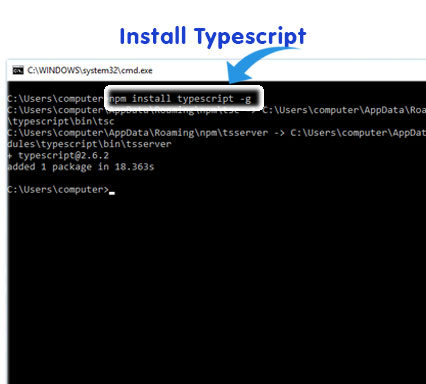 Install Typescript
C:\WINDOWS\system32\cmd.exe
C:\Users\computer>npm install typescript -g
C:\Users\computer\AppData\Roaming\npm\tsc -> C:\Users\computer\AppData\Roa
\typescript\bin\tsc
C:\Users\computer\AppData\Roaming\npm\tsserver -> C:\Users\computer\AppDat
dules\typescript\bin\tsserver
+ typescript@2.6.2
added 1 package in 18.363s
C:\Users\computer>